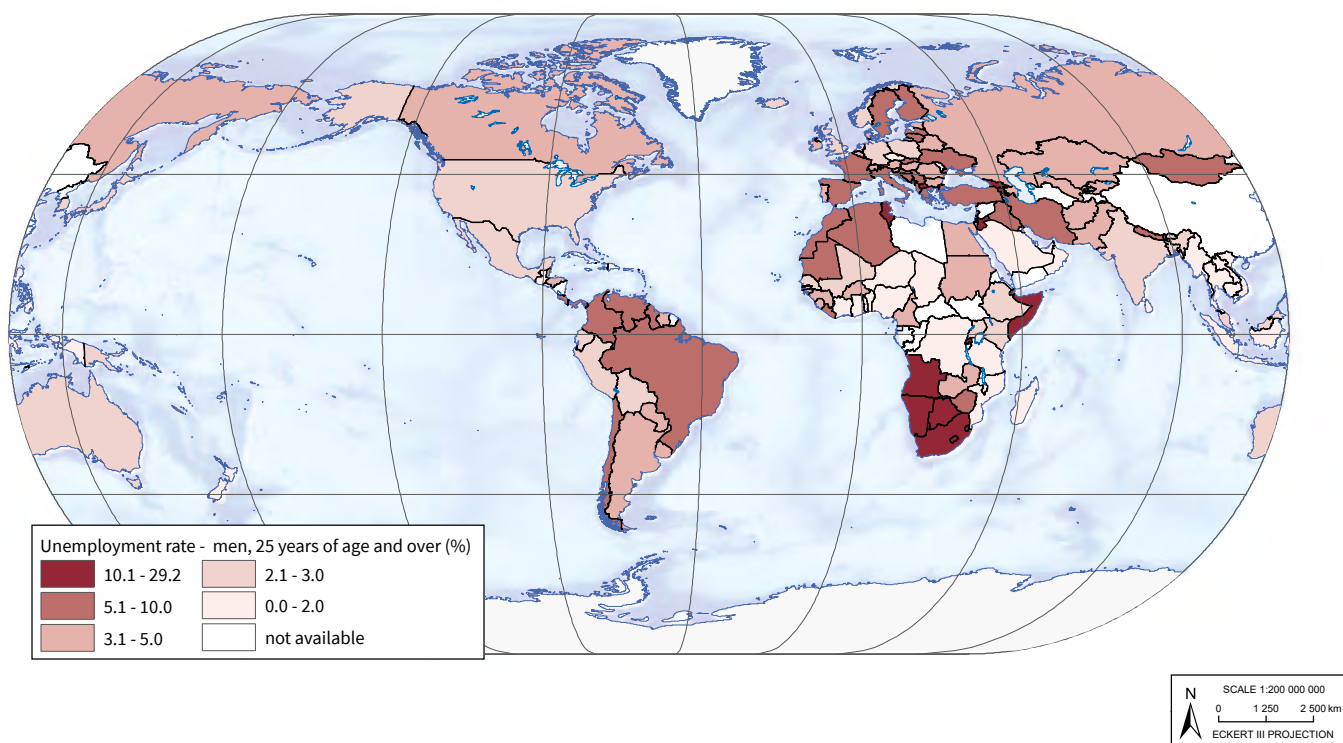 Unemployment rate - men, 25 years of age and over (%)
10.1 - 29.2
2.1 - 3.0
5.1 - 10.0
0.0 - 2.0
3.1 - 5.0
not available
N
SCALE 1:200 000 000
0 1 250 2 500 km
ECKERT III PROJECTION